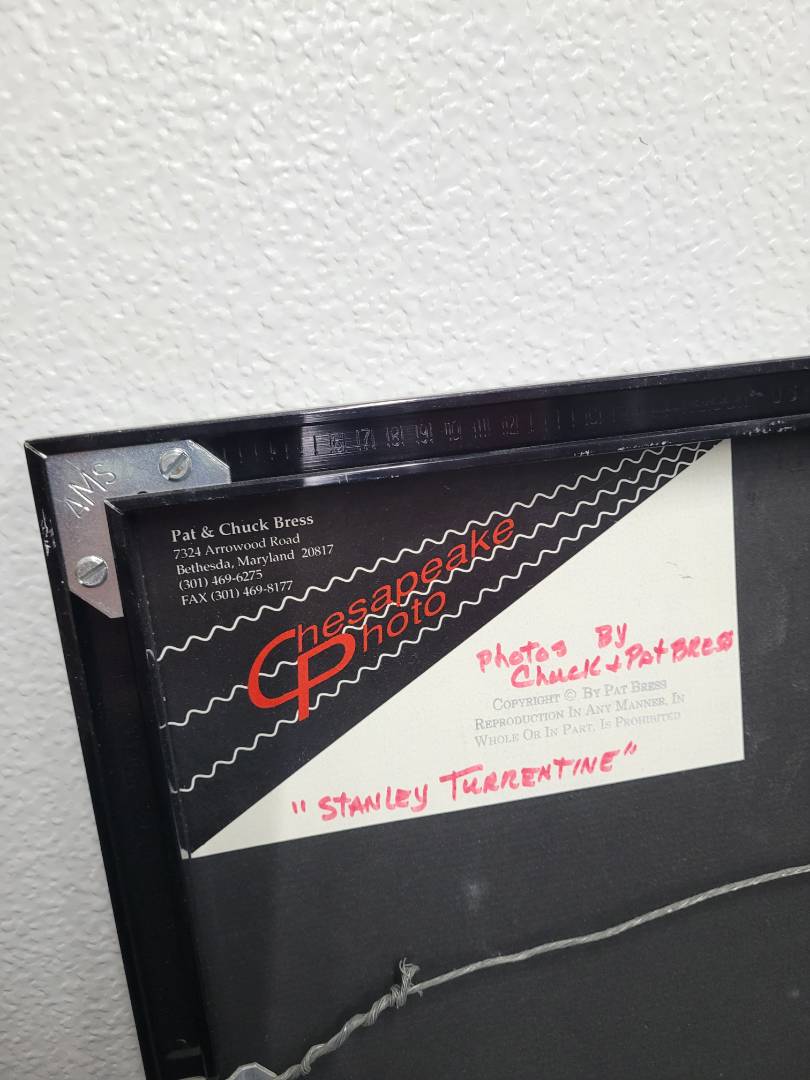 4MS
Pat & Chuck Bress
7324 Arrowood Road
Bethesda, Maryland 20817
(301) 469-6275
FAX (301) 469-8177
Chesapeake
Photo
Photos By
Chuck + Pat BRESS
COPYRIGHT © BY PAT BRESS
REPRODUCTION IN ANY MANNER, IN
WHOLE OR IN PART, IS PROHIBITED
"STANLEY TURRENTINE"